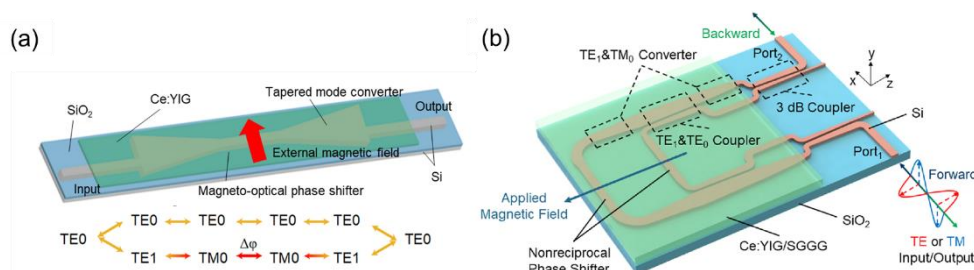 (a)
SiO2
Ce:YIG
Tapered mode converter
Output
External magnetic field
Si
Input
Magneto-optical phase shifter
TE0 TE0 TE0 TE0
TE0 Δφ TE0
TE1 TM0 TM0 TE1
(b)
Backward
TE1&TM0 Converter
Port2
y
x
z
3 dB Coupler
Si
TE1&TE0 Coupler
Port1
Forward
Applied
Magnetic Field
SiO2
Nonreciprocal
Phase Shifter
Ce:YIG/SGGG
TE or TM
Input/Output